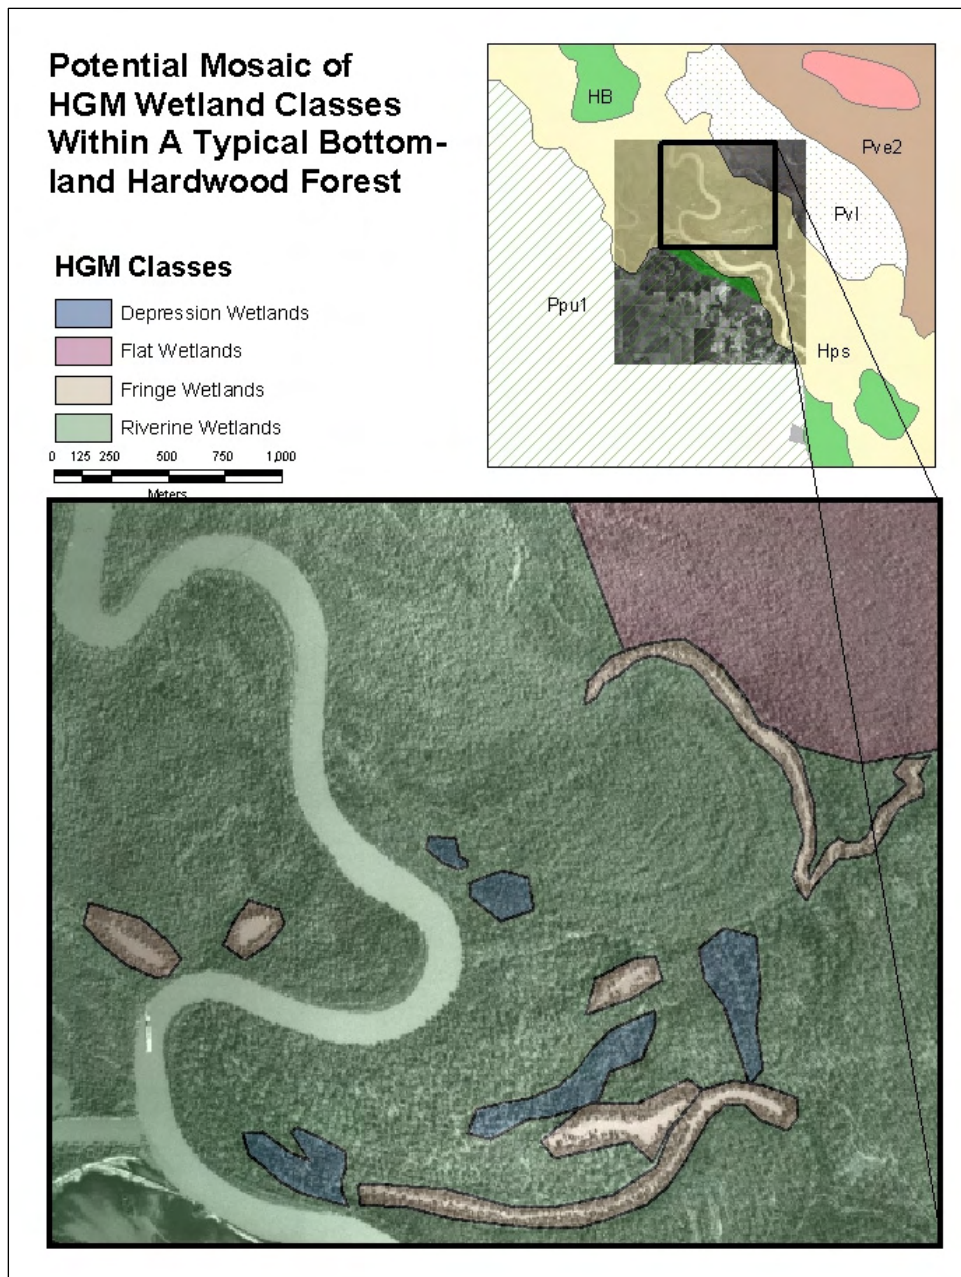 Potential Mosaic of
HGM Wetland Classes
Within A Typical Bottom-
land Hardwood Forest
HGM Classes
Depression Wetlands
Flat Wetlands
Fringe Wetlands
Riverine Wetlands
0 125 250 500 750 1,000
Meters
HB
Pve2
Pvl
Ppu1
Hps